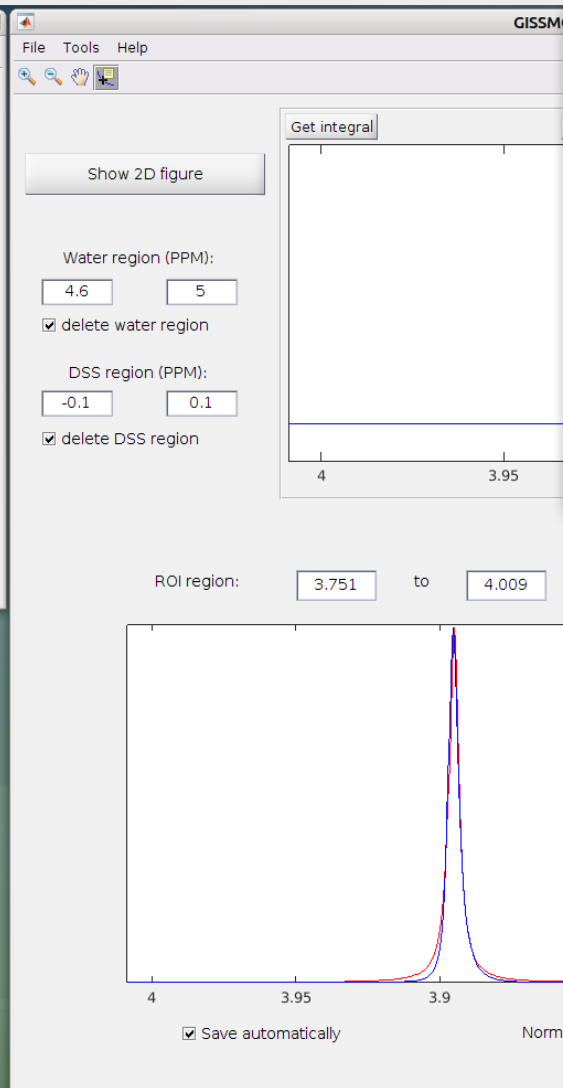 GISSM
File Tools Help
Get integral
Show 2D figure
Water region (PPM):
4.6 5
delete water region
DSS region (PPM):
-0.1 0.1
delete DSS region
4 3.95
ROI region: 3.751 to 4.009
4 3.95 3.9
Save automatically Norm